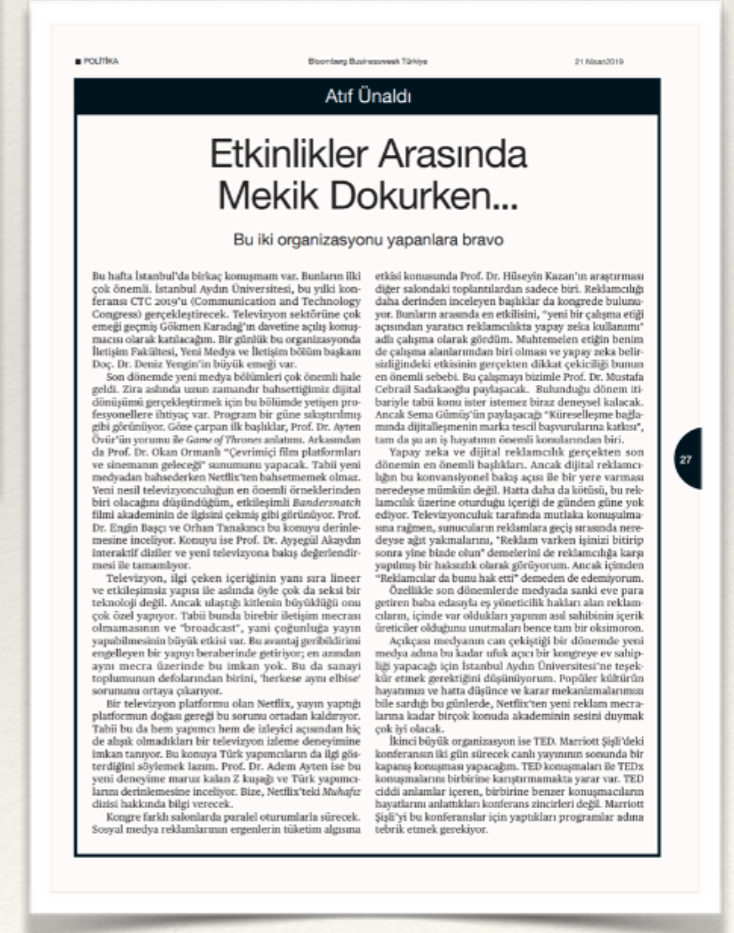 ■ POLİTİKA
Bloomberg Businessweek Türkiye
21 Nisan2019
Atıf Ünaldı
Etkinlikler Arasında
Mekik Dokurken...
Bu iki organizasyonu yapanlara bravo
Bu hafta İstanbul'da birkaç konuşmam var. Bunların ilki
çok önemli. İstanbul Aydın Üniversitesi, bu yılki kon-
feransı CTC 2019'u (Communication and Technology
Congress) gerçekleştirecek. Televizyon sektörüne çok
emeği geçmiş Gökmen Karadağ'ın davetine açılış konuş-
macısı olarak katılacağım. Bir günlük bu organizasyonda
İletişim Fakültesi, Yeni Medya ve İletişim bölüm başkanı
Doç. Dr. Deniz Yengin'in büyük emeği var.
Son dönemde yeni medya bölümleri çok önemli hale
geldi. Zira aslında uzun zamandır bahsettiğimiz dijital
dönüşümü gerçekleştirmek için bu bölümde yetişen pro-
fesyonellere ihtiyaç var. Program bir güne sıkıştırılmış
gibi görünüyor. Göze çarpan ilk başlıklar, Prof. Dr. Ayten
Övür'ün yorumu ile Game of Thrones anlatımı. Arkasından
da Prof. Dr. Okan Ormanlı "Çevrimiçi film platformları
ve sinemanın geleceği" sunumunu yapacak. Tabii yeni
medyadan bahsederken Netflix'ten bahsetmemek olmaz.
Yeni nesil televizyonculuğun en önemli örneklerinden
biri olacağını düşündüğüm, etkileşimli Bandersnatch
filmi akademinin de ilgisini çekmiş gibi görünüyor. Prof.
Dr. Engin Başçı ve Orhan Tanakıncı bu konuyu derinle-
mesine inceliyor. Konuyu ise Prof. Dr. Ayşegül Akaydın
interaktif diziler ve yeni televizyona bakış değerlendir-
mesi ile tamamlıyor.
Televizyon, ilgi çeken içeriğinin yanı sıra lineer
ve etkileşimsiz yapısı ile aslında öyle çok da seksi bir
teknoloji değil. Ancak ulaştığı kitlenin büyüklüğü onu
çok özel yapıyor. Tabii bunda birebir iletişim mecrası
olmamasının ve "broadcast", yani çoğunluğa yayın
yapabilmesinin büyük etkisi var. Bu avantaj geribildirimi
engelleyen bir yapıyı beraberinde getiriyor; en azından
aynı mecra üzerinde bu imkan yok. Bu da sanayi
toplumunun defolarından birini, 'herkese aynı elbise'
sorununu ortaya çıkarıyor.
Bir televizyon platformu olan Netflix, yayın yaptığı
platformun doğası gereği bu sorunu ortadan kaldırıyor.
Tabii bu da hem yapımcı hem de izleyici açısından hiç
de alışık olmadıkları bir televizyon izleme deneyimine
imkan tanıyor. Bu konuya Türk yapımcıların da ilgi gös-
terdiğini söylemek lazım. Prof. Dr. Adem Ayten ise bu
yeni deneyime maruz kalan Z kuşağı ve Türk yapımcı-
larını derinlemesine inceliyor. Bize, Netflix'teki Muhafız
dizisi hakkında bilgi verecek.
Kongre farklı salonlarda paralel oturumlarla sürecek.
Sosyal medya reklamlarının ergenlerin tüketim algısına
etkisi konusunda Prof. Dr. Hüseyin Kazan'ın araştırması
diğer salondaki toplantılardan sadece biri. Reklamcılığı
daha derinden inceleyen başlıklar da kongrede bulunu-
yor. Bunların arasında en etkilisini, "yeni bir çalışma etiği
açısından yaratıcı reklamcılıkta yapay zeka kullanımı"
adlı çalışma olarak gördüm. Muhtemelen etiğin benim
de çalışma alanlarımdan biri olması ve yapay zeka belir-
sizliğindeki etkisinin gerçekten dikkat çekiciliği bunun
en önemli sebebi. Bu çalışmayı bizimle Prof. Dr. Mustafa
Cebrail Sadakaoğlu paylaşacak. Bulunduğu dönem iti-
bariyle tabii konu ister istemez biraz deneysel kalacak.
Ancak Sema Gümüş'ün paylaşacağı "Küreselleşme bağla-
mında dijitalleşmenin marka tescil başvurularına katkısı",
tam da şu an iş hayatının önemli konularından biri.
Yapay zeka ve dijital reklamcılık gerçekten son
dönemin en önemli başlıkları. Ancak dijital reklamcı-
lığın bu konvansiyonel bakış açısı ile bir yere varması
neredeyse mümkün değil. Hatta daha da kötüsü, bu rek-
lamcılık üzerine oturduğu içeriği de günden güne yok
ediyor. Televizyonculuk tarafında mutlaka konuşulma-
sına rağmen, sunucuların reklamlara geçiş sırasında nere-
deyse ağıt yakmalarını, "Reklam varken işinizi bitirip
sonra yine bizde olun" demelerini de reklamcılığa karşı
yapılmış bir haksızlık olarak görüyorum. Ancak içimden
"Reklamcılar da bunu hak etti" demeden de edemiyorum.
Özellikle son dönemlerde medyada sanki eve para
getiren baba edasıyla eş yöneticilik hakları alan reklam-
cıların, içinde var oldukları yapının asıl sahibinin içerik
üreticiler olduğunu unutmaları bence tam bir oksimoron.
Açıkçası medyanın can çekiştiği bir dönemde yeni
medya adına bu kadar ufuk açıcı bir kongreye ev sahip-
liği yapacağı için İstanbul Aydın Üniversitesi'ne teşek-
kür etmek gerektiğini düşünüyorum. Popüler kültürün
hayatımızı ve hatta düşünce ve karar mekanizmalarımızı
bile sardığı bu günlerde, Netflix'ten yeni reklam mecra-
larına kadar birçok konuda akademinin sesini duymak
çok iyi olacak.
İkinci büyük organizasyon ise TED. Marriott Şişli'deki
konferansın iki gün sürecek canlı yayınının sonunda bir
kapanış konuşması yapacağım. TED konuşmaları ile TEDx
konuşmalarını birbirine karıştırmamakta yarar var. TED
ciddi anlamlar içeren, birbirine benzer konuşmacıların
hayatlarını anlattıkları konferans zincirleri değil. Marriott
Şişli'yi bu konferanslar için yaptıkları programlar adına
tebrik etmek gerekiyor.
27